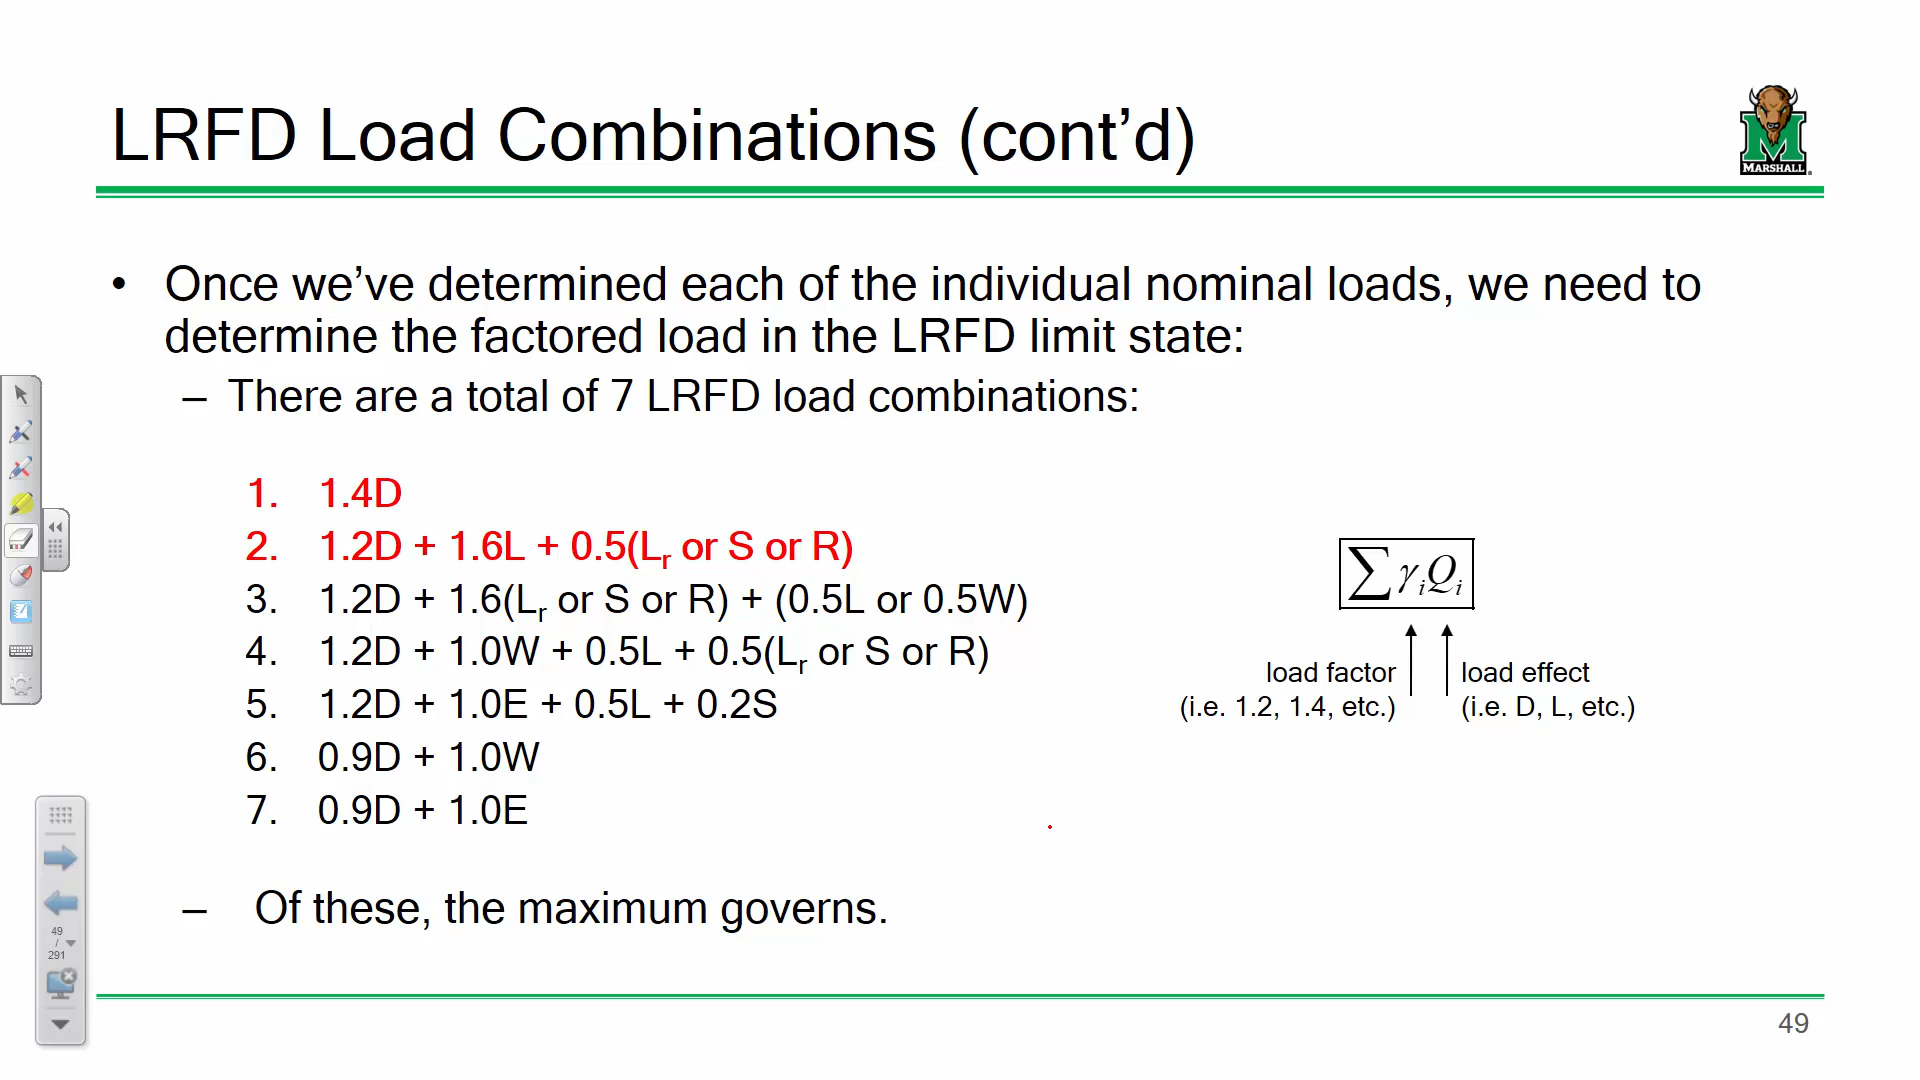 LRFD Load Combinations (cont’d)
MARSHALL
• Once we’ve determined each of the individual nominal loads, we need to
determine the factored load in the LRFD limit state:
– There are a total of 7 LRFD load combinations:
1. 1.4D
2. 1.2D + 1.6L + 0.5(Lr or S or R)
3. 1.2D + 1.6(Lr or S or R) + (0.5L or 0.5W)
4. 1.2D + 1.0W + 0.5L + 0.5(Lr or S or R)
5. 1.2D + 1.0E + 0.5L + 0.2S
6. 0.9D + 1.0W
7. 0.9D + 1.0E
∑γiQi
load factor
(i.e. 1.2, 1.4, etc.)
load effect
(i.e. D, L, etc.)
– Of these, the maximum governs.
49
/
291
49